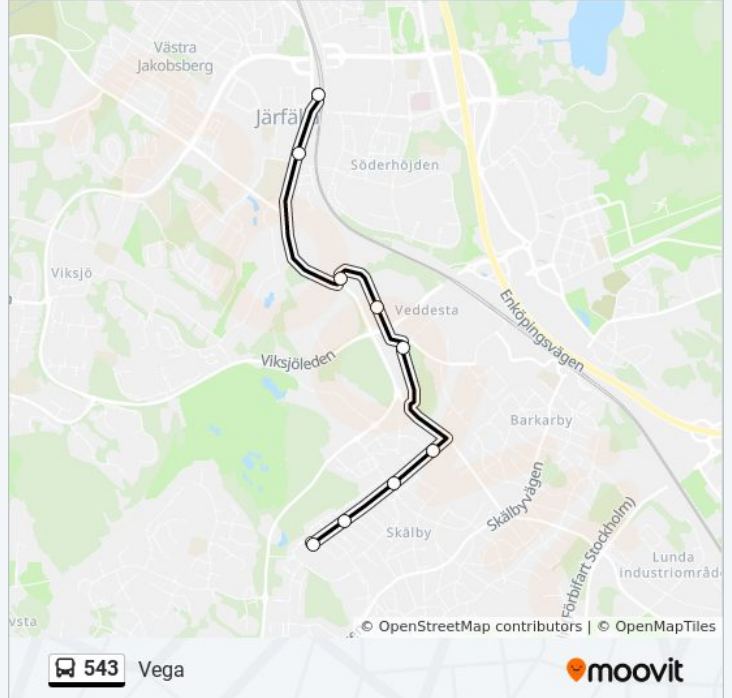 Västra
Jakobsberg
Söderhöjden
Viksjö
Veddesta
Enköpingsvägen
Viksjöleden
Barkarby
Skälbyvägen
Skälby
Förbifart Stockholm)
Lunda
industriområd
vsta
© OpenStreetMap contributors | © OpenMapTiles
543 Vega
moovit